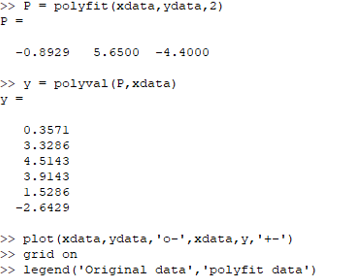 >> P = polyfit(xdata,ydata,2)
P =
-0.8929 5.6500 -4.4000
>> y = polyval(P,xdata)
y =
0.3571
3.3286
4.5143
3.9143
1.5286
-2.6429
>> plot(xdata,ydata,'o-',xdata,y,'+-')
>> grid on
>> legend('Original data','polyfit data')